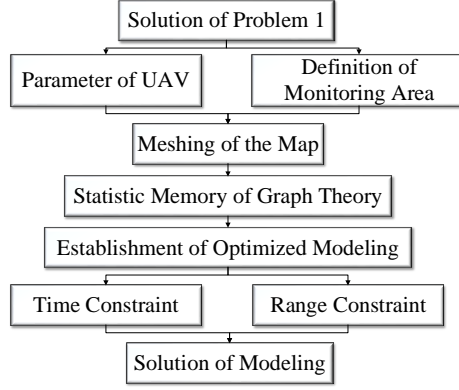 Solution of Problem 1
Parameter of UAV
Definition of
Monitoring Area
Meshing of the Map
Statistic Memory of Graph Theory
Establishment of Optimized Modeling
Time Constraint
Range Constraint
Solution of Modeling